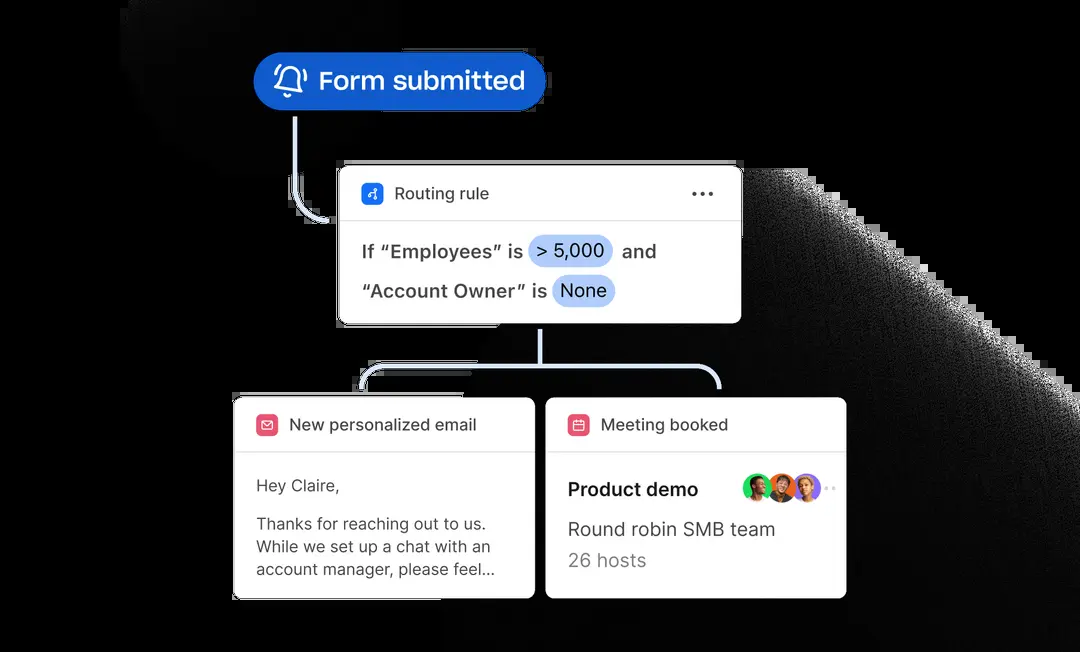 Form submitted
Routing rule
If “Employees” is > 5,000 and
“Account Owner” is None
New personalized email
Hey Claire,
Thanks for reaching out to us.
While we set up a chat with an
account manager, please feel...
Meeting booked
Product demo
Round robin SMB team
26 hosts